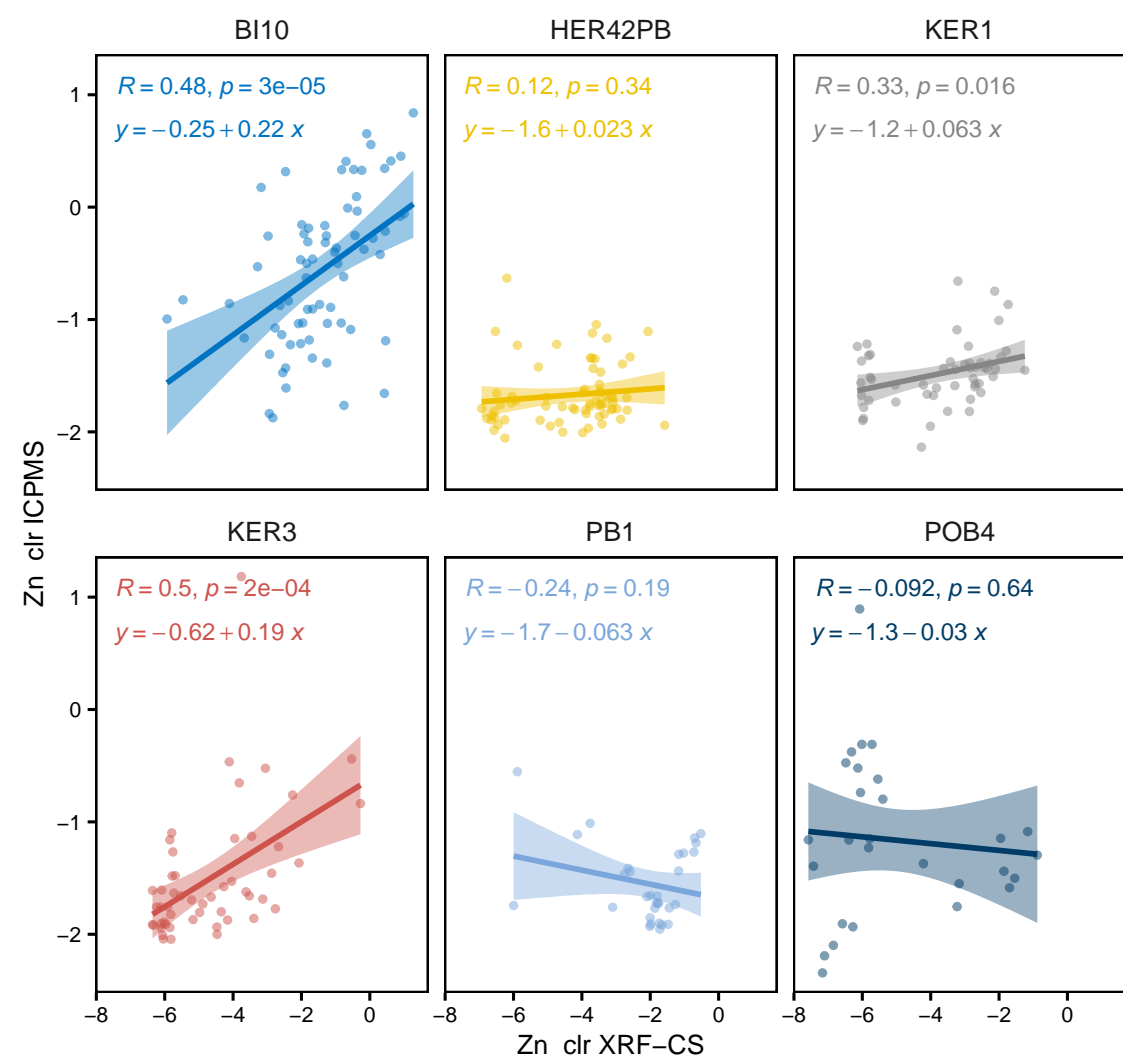 BI10 HER42PB KER1
R = 0.48, p = 3e−05 R = 0.12, p = 0.34 R = 0.33, p = 0.016
y = −0.25 + 0.22 x y = −1.6 + 0.023 x y = −1.2 + 0.063 x
1
0
−1
−2
Zn clr ICPMS
KER3 PB1 POB4
R = 0.5, p = 2e−04 R = −0.24, p = 0.19 R = −0.092, p = 0.64
y = −0.62 + 0.19 x y = −1.7 − 0.063 x y = −1.3 − 0.03 x
1
0
−1
−2
−8 −6 −4 −2 0 −8 −6 −4 −2 0 −8 −6 −4 −2 0
Zn clr XRF−CS